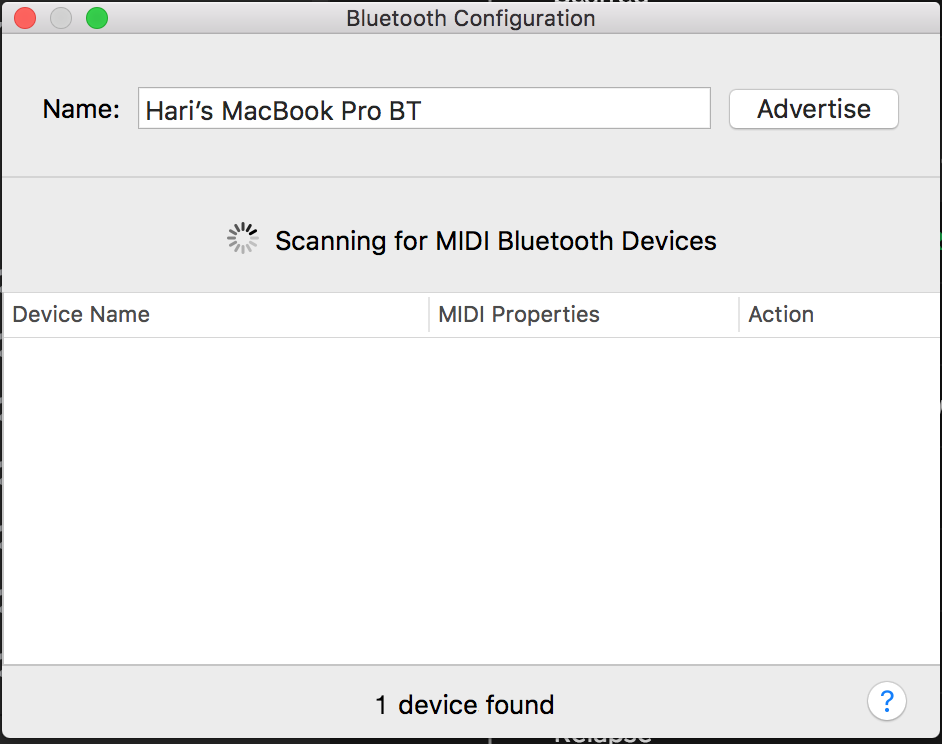 Bluetooth Configuration
Name: Hari’s MacBook Pro BT Advertise
Scanning for MIDI Bluetooth Devices
Device Name MIDI Properties Action
1 device found ?
Relapse